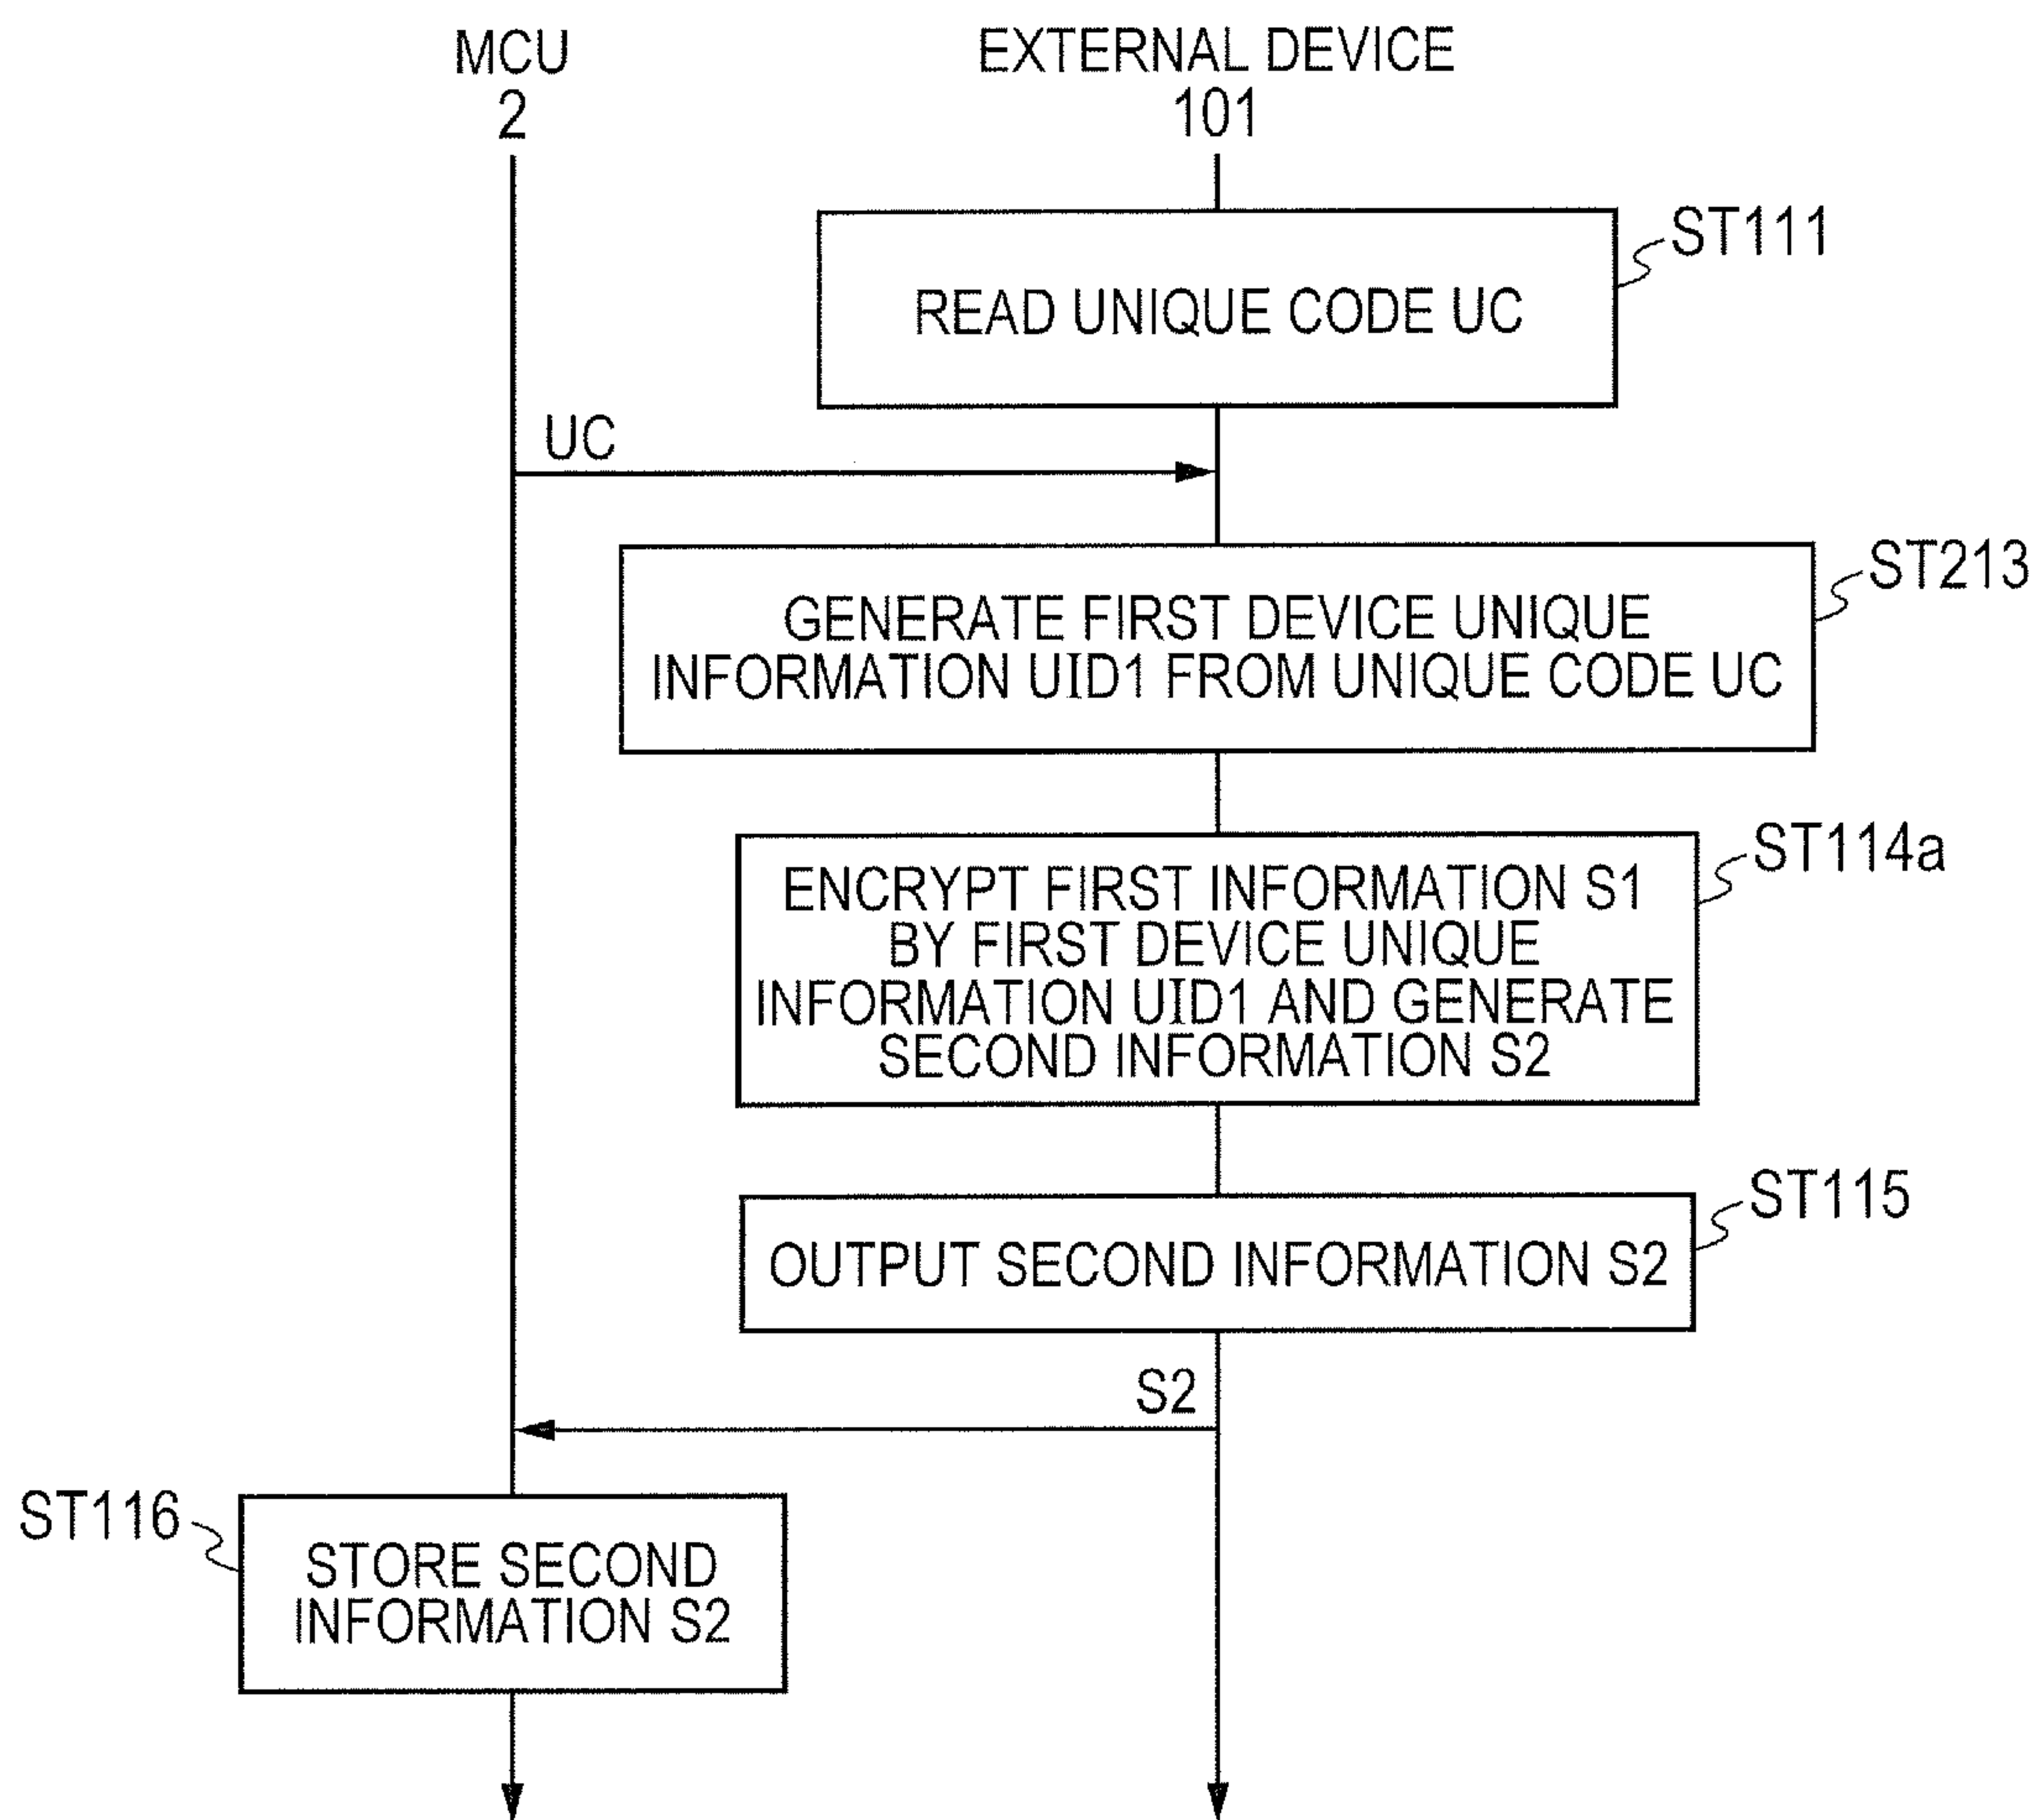 MCU
2
EXTERNAL DEVICE
101
ST111
READ UNIQUE CODE UC
UC
ST213
GENERATE FIRST DEVICE UNIQUE
INFORMATION UID1 FROM UNIQUE CODE UC
ST114a
ENCRYPT FIRST INFORMATION S1
BY FIRST DEVICE UNIQUE
INFORMATION UID1 AND GENERATE
SECOND INFORMATION S2
ST115
OUTPUT SECOND INFORMATION S2
S2
ST116
STORE SECOND
INFORMATION S2